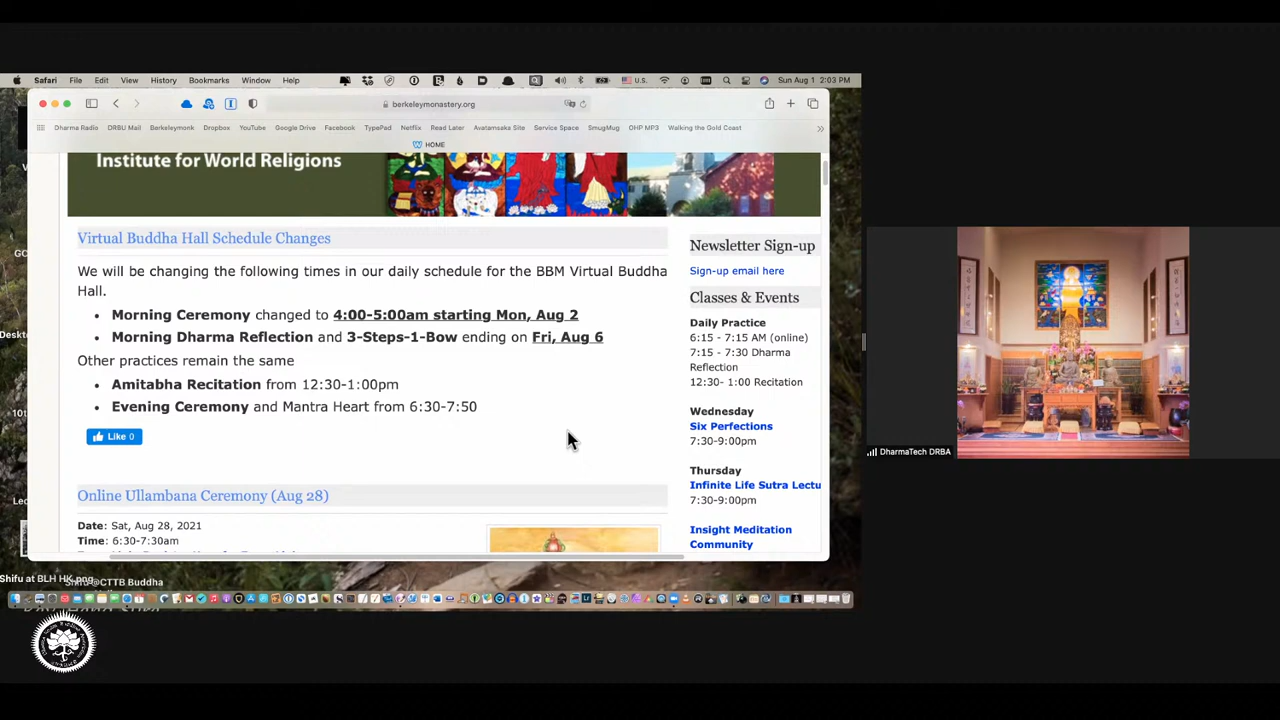 Safari File Edit View History Bookmarks Window Help U.S. Sun Aug 1 2:03 PM
berkeleymonastery.org
Dharma Radio DRBU Mail Berkeleymonk Dropbox YouTube Google Drive Facebook TypePad Netflix Read Later Avatamsaka Site Service Space SmugMug DHP MP3 Walking the Gold Coast
HOME
Institute for World Religions
Virtual Buddha Hall Schedule Changes
We will be changing the following times in our daily schedule for the BBM Virtual Buddha
Hall.
• Morning Ceremony changed to 4:00-5:00am starting Mon, Aug 2
• Morning Dharma Reflection and 3-Steps-1-Bow ending on Fri, Aug 6
Other practices remain the same
• Amitabha Recitation from 12:30-1:00pm
• Evening Ceremony and Mantra Heart from 6:30-7:50
Like 0
Online Ullambana Ceremony (Aug 28)
Date: Sat, Aug 28, 2021
Time: 6:30-7:30am
Newsletter Sign-up
Sign-up email here
Classes & Events
Daily Practice
6:15 - 7:15 AM (online)
7:15 - 7:30 Dharma
Reflection
12:30- 1:00 Recitation
Wednesday
Six Perfections
7:30-9:00pm
Thursday
Infinite Life Sutra Lectu
7:30-9:00pm
Insight Meditation
Community
DharmaTech DRBA
Shifu at BLH HK.png
Shifu @CTTB Buddha